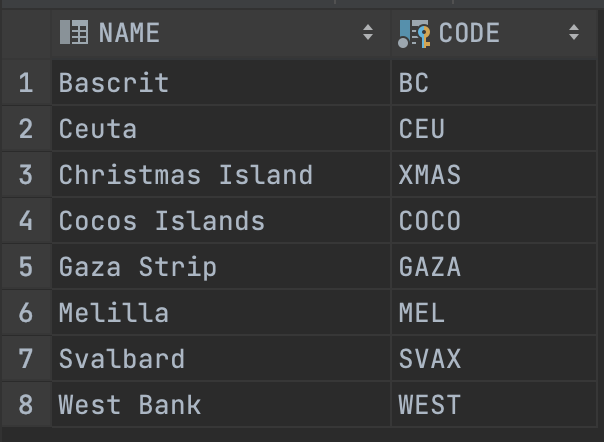 NAME CODE
1 Bascrit BC
2 Ceuta CEU
3 Christmas Island XMAS
4 Cocos Islands COCO
5 Gaza Strip GAZA
6 Melilla MEL
7 Svalbard SVAX
8 West Bank WEST